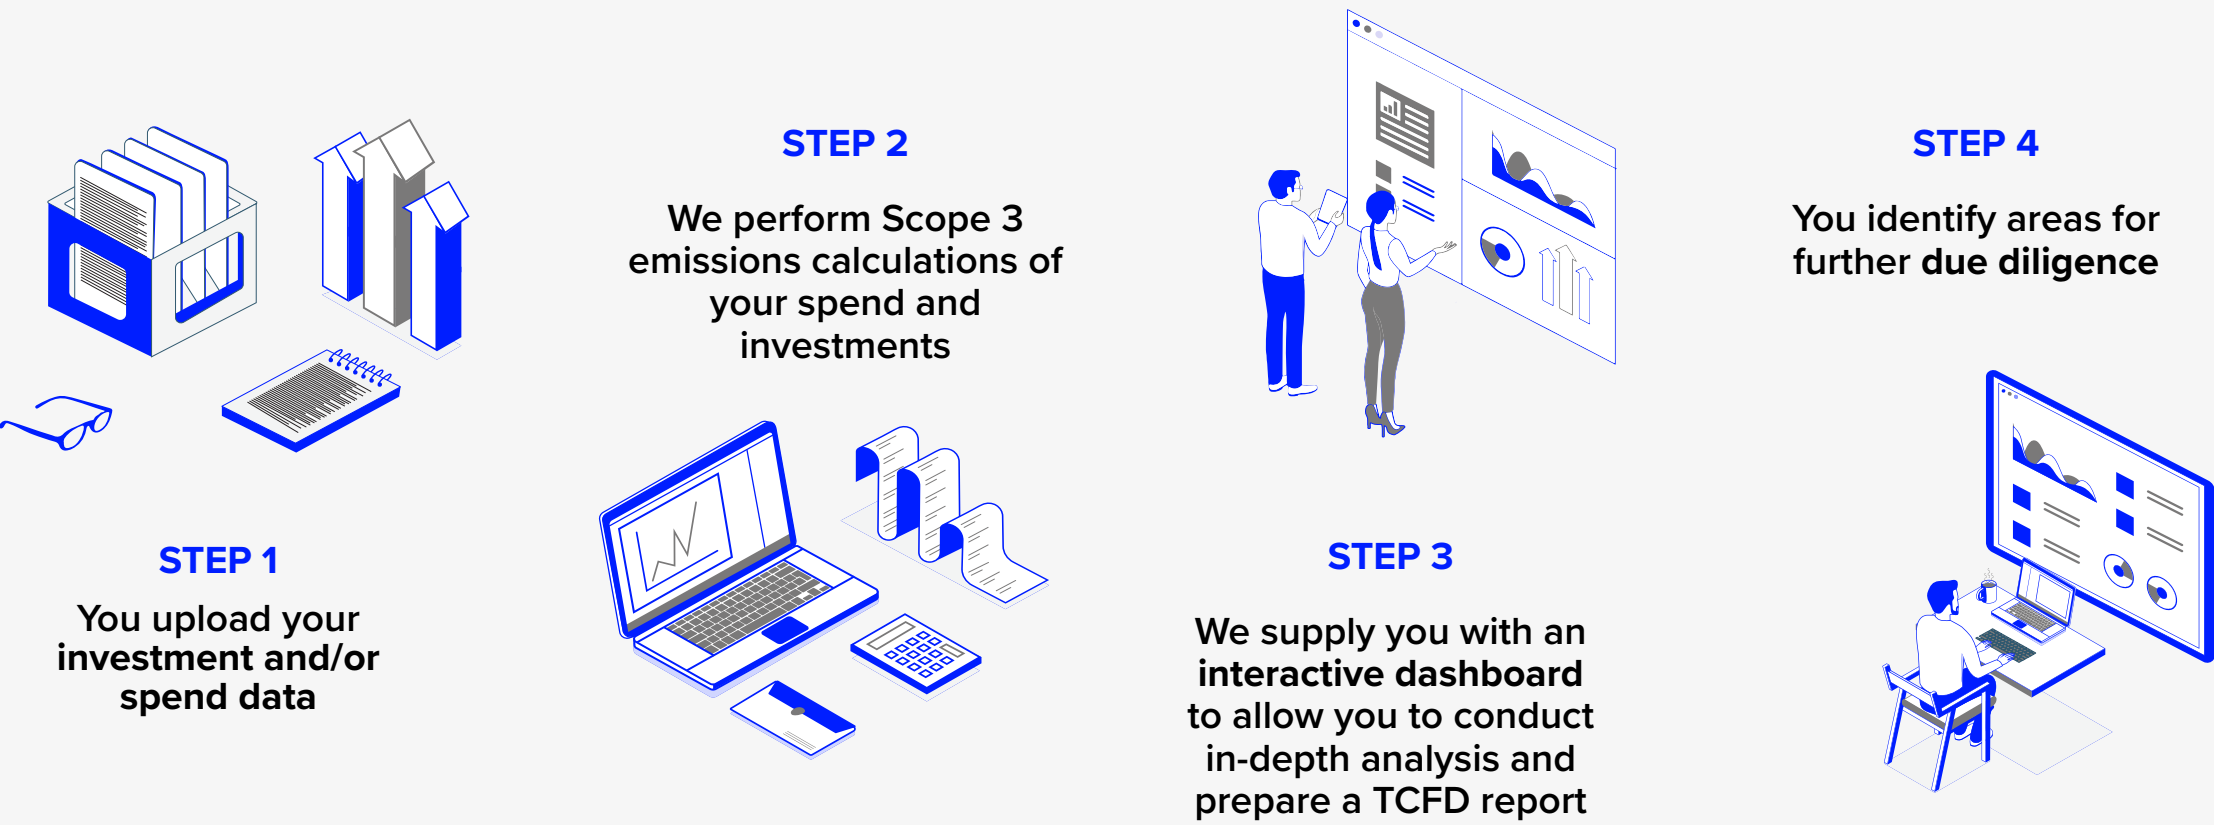 STEP 1
You upload your
investment and/or
spend data
STEP 2
We perform Scope 3
emissions calculations of
your spend and
investments
STEP 3
We supply you with an
interactive dashboard
to allow you to conduct
in-depth analysis and
prepare a TCFD report
STEP 4
You identify areas for
further due diligence